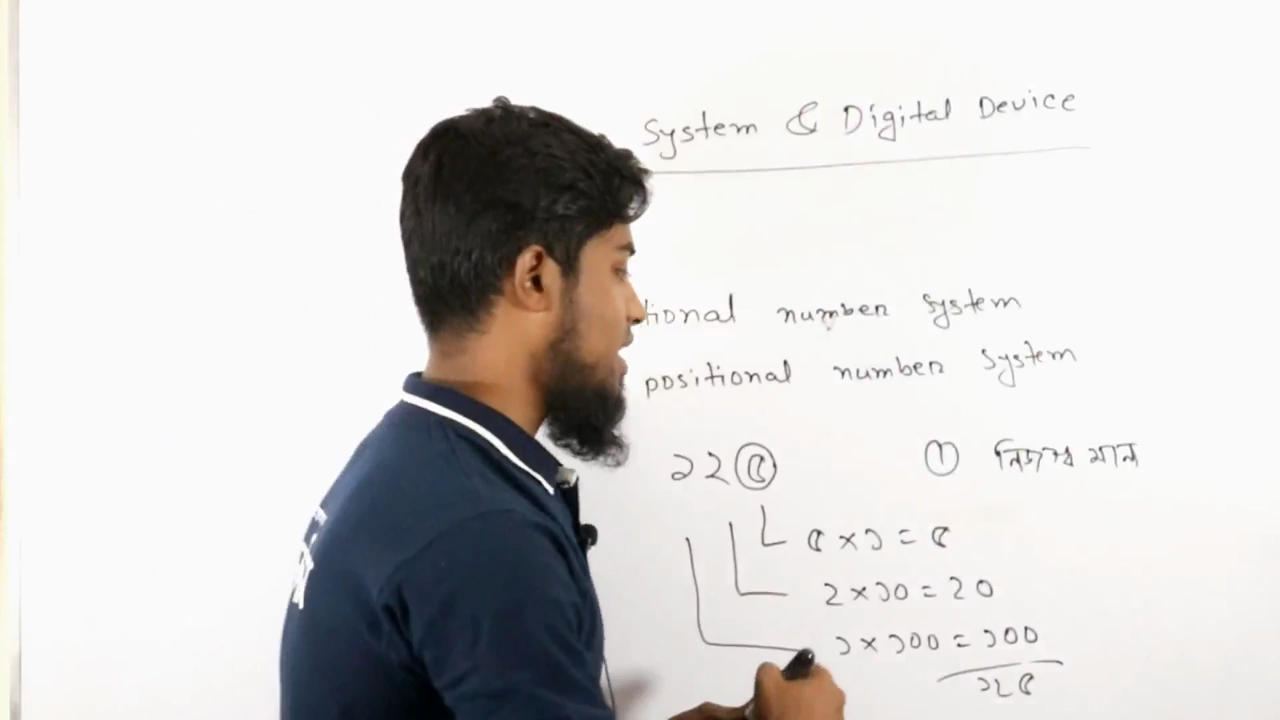 System & Digital Device
tional number system
positional number system
১২৫
① নিজস্ব মান
৫ × ১ = ৫
২ × ১০ = ২০
১ × ১০০ = ১০০
১২৫